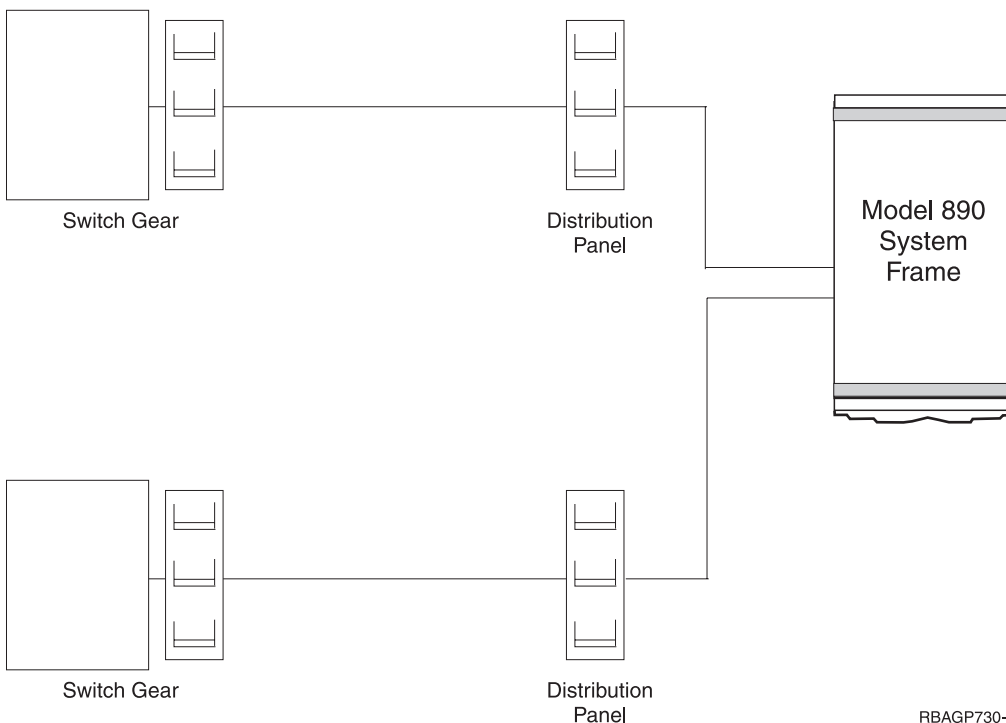 Switch Gear
Distribution
Panel
Model 890
System
Frame
Switch Gear
Distribution
Panel
RBAGP730-